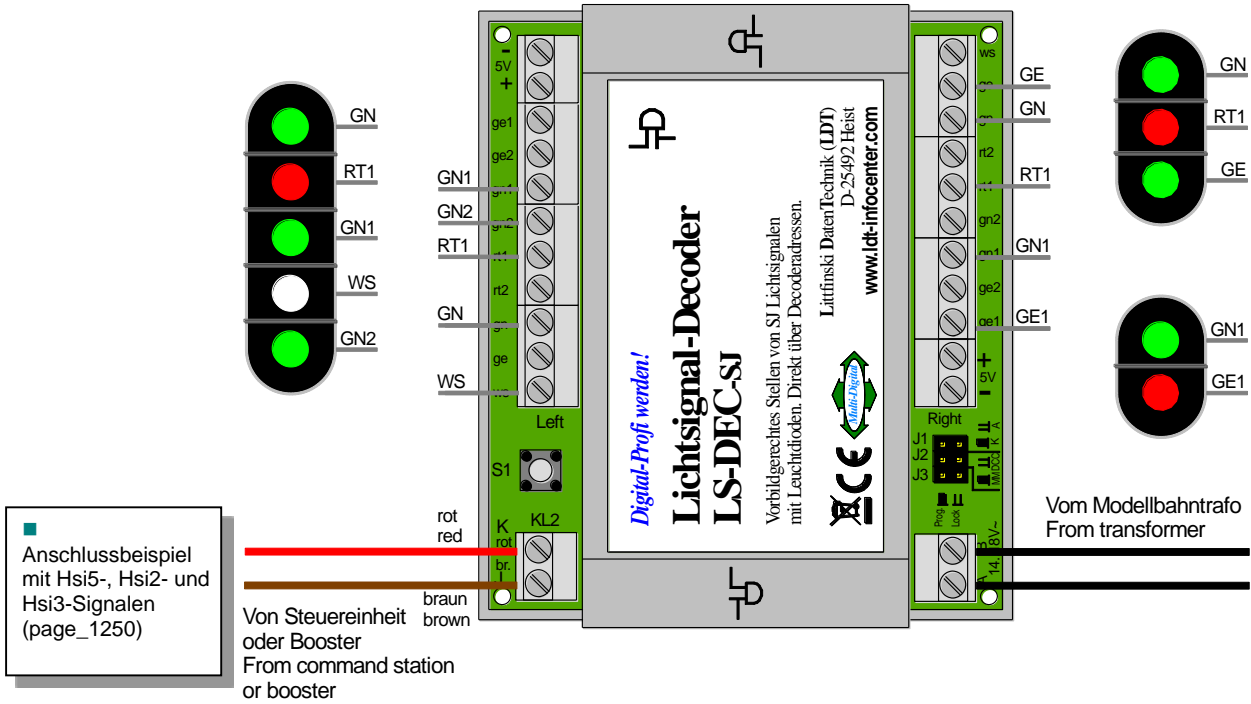 GN
RT1
GN1
WS
GN2
GN1
GN2
RT1
GN
WS
-
5V
+
ge1
ge2
gn1
gn2
rt1
rt2
gn
ge
ws
Left
S1
KL2
K
rot
br.
Digital-Profi werden!
Lichtsignal-Decoder
LS-DEC-SJ
Vorbildgerechtes Stellen von SJ Lichtsignalen
mit Leuchtdioden. Direkt über Decoderadressen.
Littfinski DatenTechnik (LDT)
D-25492 Heist
www.ldt-infocenter.com
CE
Multi-Digital
ws
ge
gn
rt2
rt1
gn2
gn1
ge2
ge1
+
5V
-
Right
J1
J2
J3
K A
MM DCC
Prog.
Lock
B
A
GE
GN
RT1
GN1
GE1
GN
RT1
GE
GN1
GE1
rot
red
braun
brown
Von Steuereinheit
oder Booster
From command station
or booster
Vom Modellbahntrafo
From transformer
Anschlussbeispiel
mit Hsi5-, Hsi2- und
Hsi3-Signalen
(page_1250)